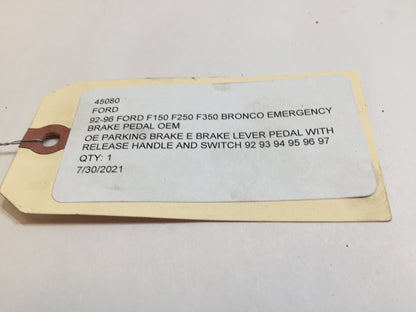 45080
FORD
92-96 FORD F150 F250 F350 BRONCO EMERGENCY
BRAKE PEDAL OEM
OE PARKING BRAKE E BRAKE LEVER PEDAL WITH
RELEASE HANDLE AND SWITCH 92 93 94 95 96 97
QTY: 1
7/30/2021